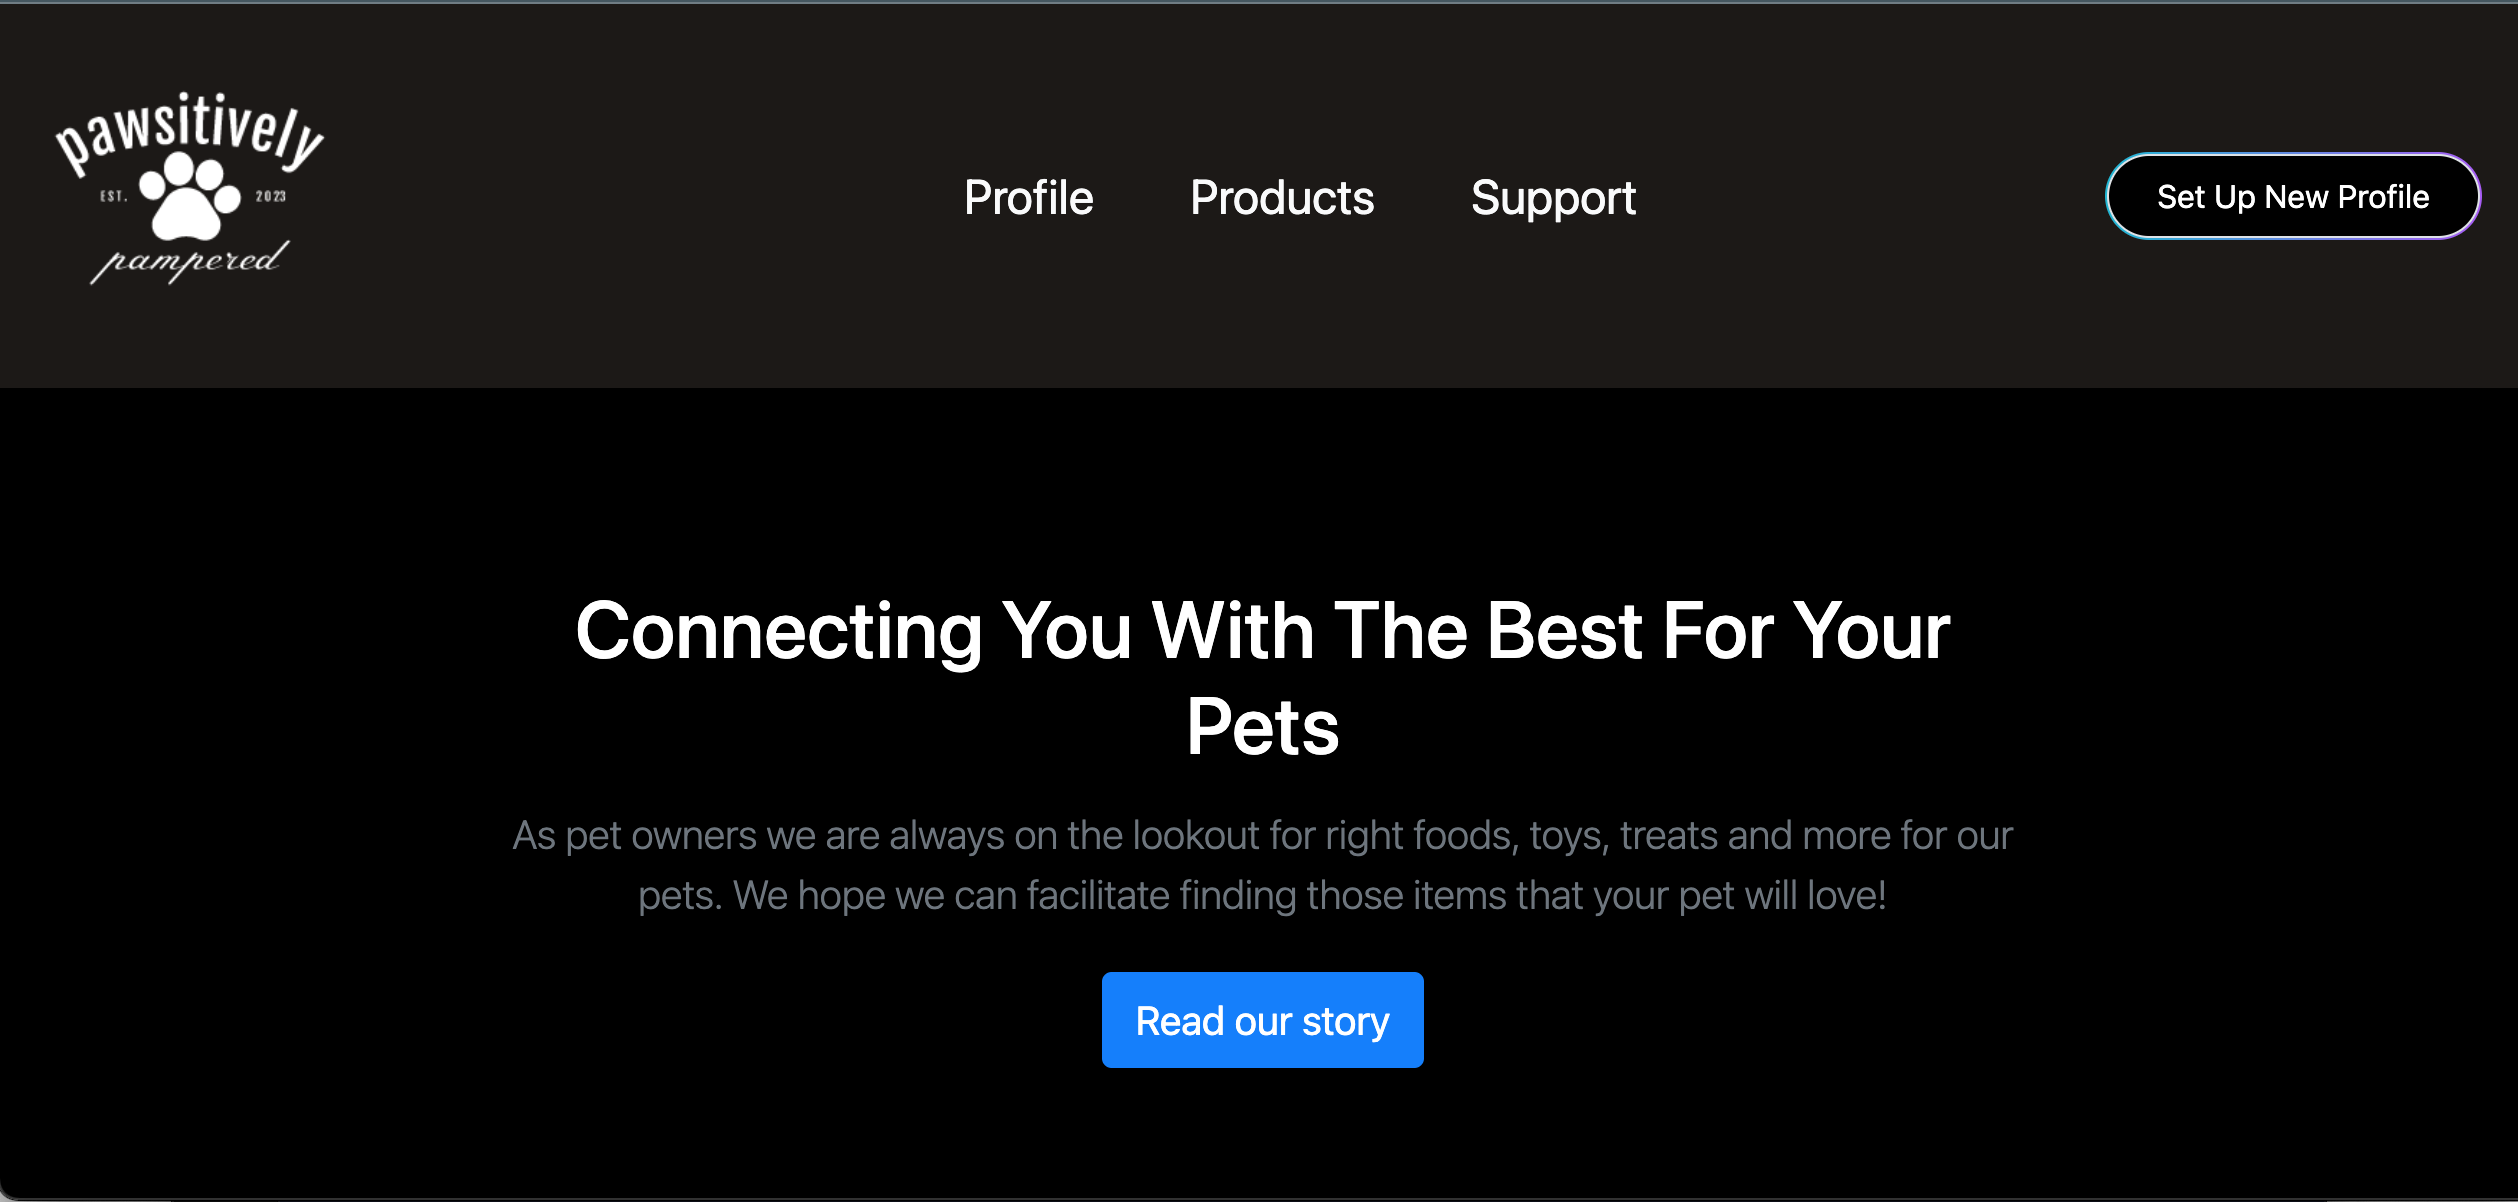 pawsitively
EST. 2023
pampered
Profile Products Support
Set Up New Profile
Connecting You With The Best For Your
Pets
As pet owners we are always on the lookout for right foods, toys, treats and more for our
pets. We hope we can facilitate finding those items that your pet will love!
Read our story